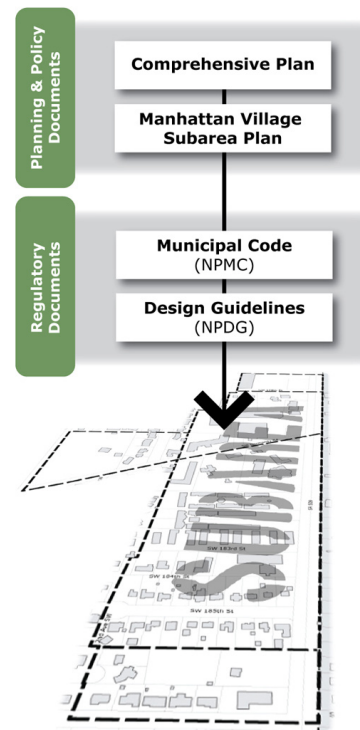 Planning & Policy
Documents
Comprehensive Plan
Manhattan Village
Subarea Plan
Regulatory
Documents
Municipal Code
(NPMC)
Design Guidelines
(NPDG)
SUBAREA
SW 183rd St
SW 184th St
SW 185th St